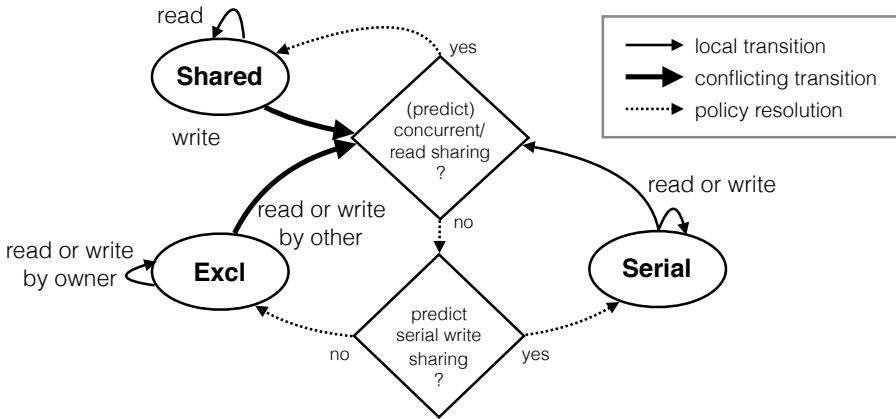 read
Shared
write
yes
(predict)
concurrent/
read sharing
?
no
local transition
conflicting transition
policy resolution
read or write
by other
read or write
by owner
Excl
read or write
Serial
predict
serial write
sharing
?
no
yes